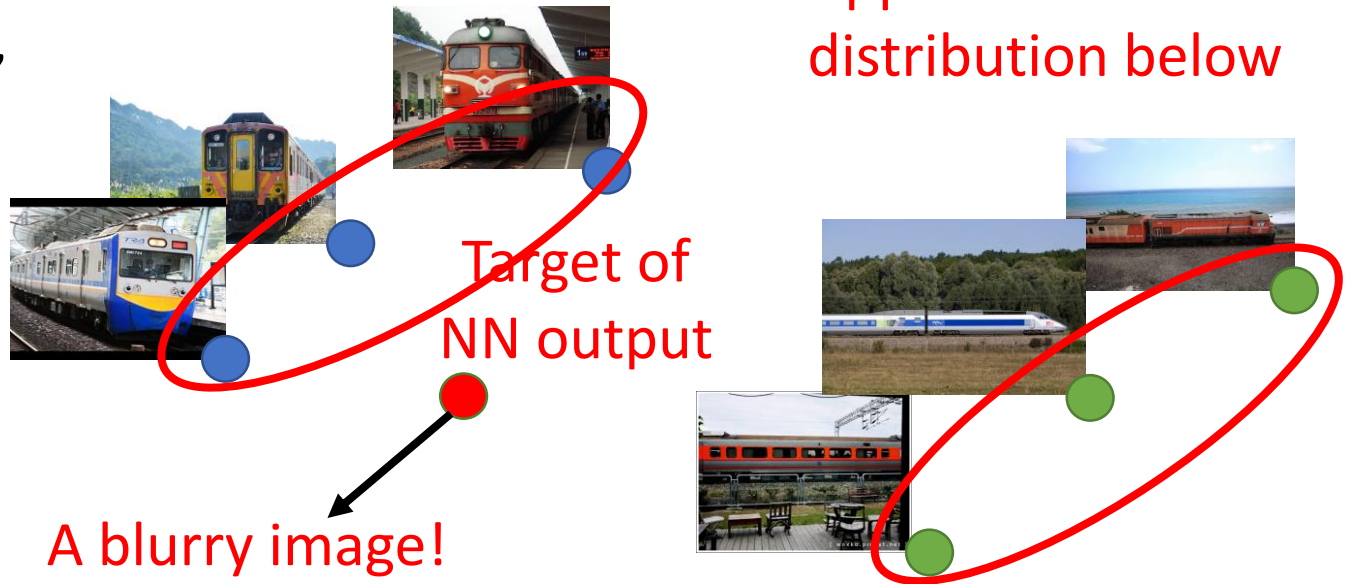 distribution below
Target of
NN output
A blurry image!